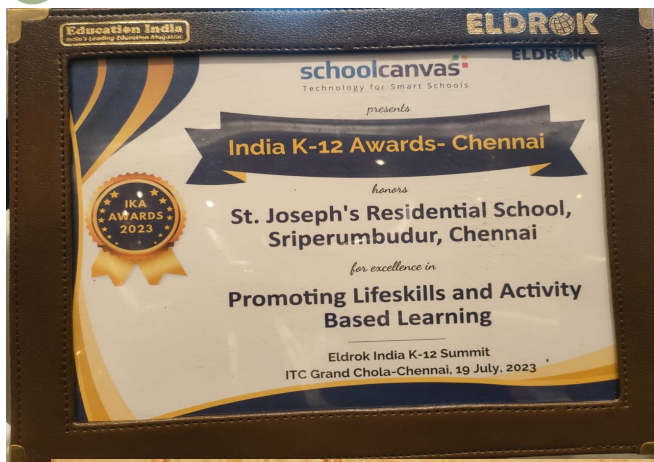 Education India
India's Leading Education Magazine
ELDROK
ELDROK
schoolcanvas
Technology for Smart Schools
presents
India K-12 Awards- Chennai
honors
IKA
AWARDS
2023
St. Joseph's Residential School,
Sriperumbudur, Chennai
for excellence in
Promoting Lifeskills and Activity
Based Learning
Eldrok India K-12 Summit
ITC Grand Chola-Chennai, 19 July, 2023